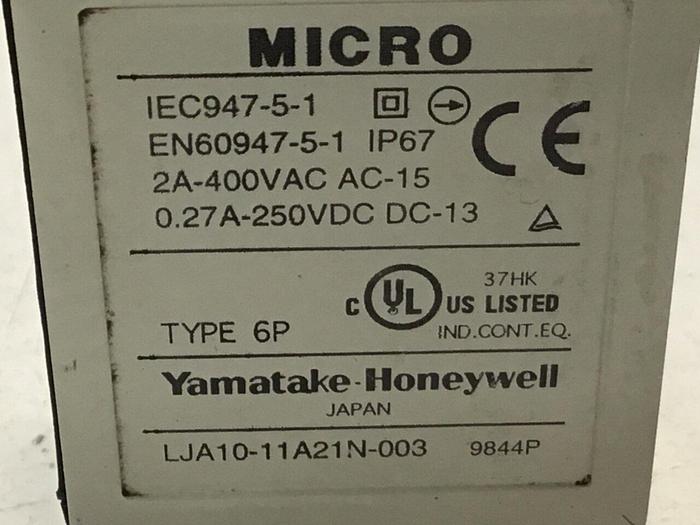 MICRO
IEC947-5-1
EN60947-5-1 IP67 CE
2A-400VAC AC-15
0.27A-250VDC DC-13
37HK
C UL US LISTED
TYPE 6P IND.CONT.EQ.
Yamatake-Honeywell
JAPAN
LJA10-11A21N-003 9844P